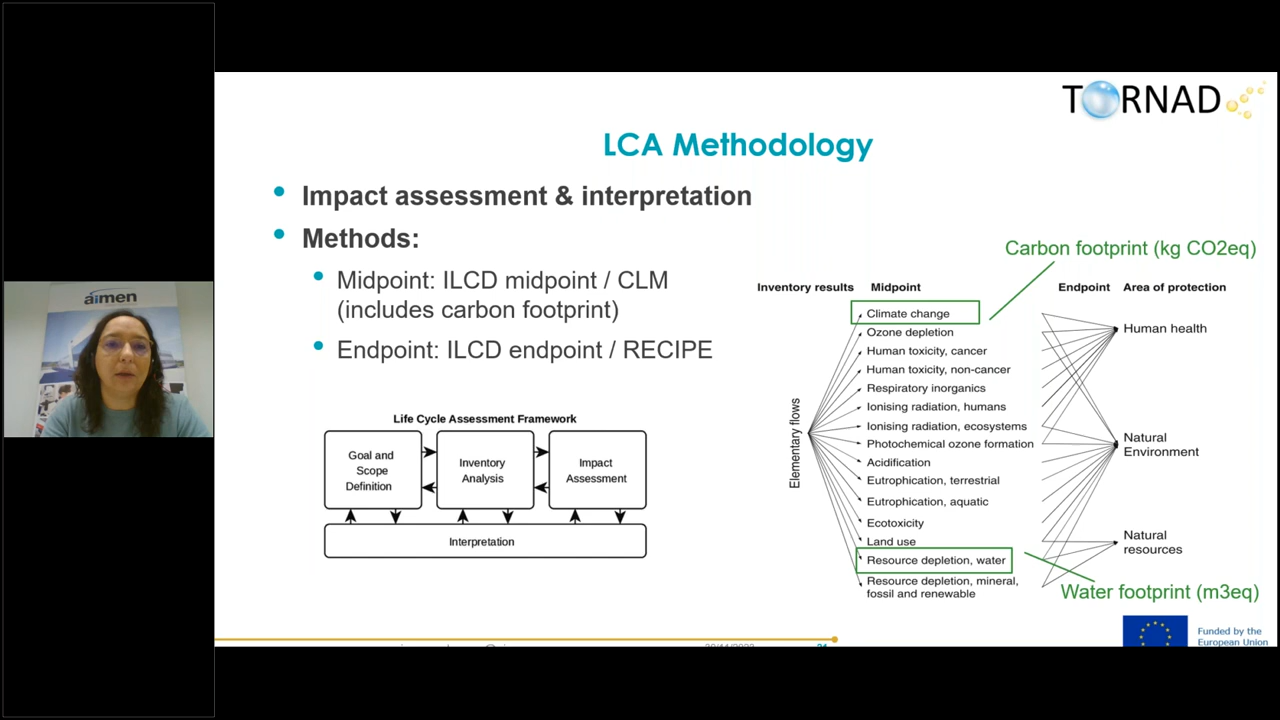 aimen
TORNADO
LCA Methodology
Impact assessment & interpretation
Methods:
Midpoint: ILCD midpoint / CLM
(includes carbon footprint)
Endpoint: ILCD endpoint / RECIPE
Life Cycle Assessment Framework
Goal and
Scope
Definition
Inventory
Analysis
Impact
Assessment
Interpretation
Carbon footprint (kg CO2eq)
Inventory results Midpoint Endpoint Area of protection
Elementary flows
Climate change
Ozone depletion
Human toxicity, cancer
Human toxicity, non-cancer
Respiratory inorganics
Ionising radiation, humans
Ionising radiation, ecosystems
Photochemical ozone formation
Acidification
Eutrophication, terrestrial
Eutrophication, aquatic
Ecotoxicity
Land use
Resource depletion, water
Resource depletion, mineral,
fossil and renewable
Human health
Natural
Environment
Natural
resources
Water footprint (m3eq)
Funded by the
European Union